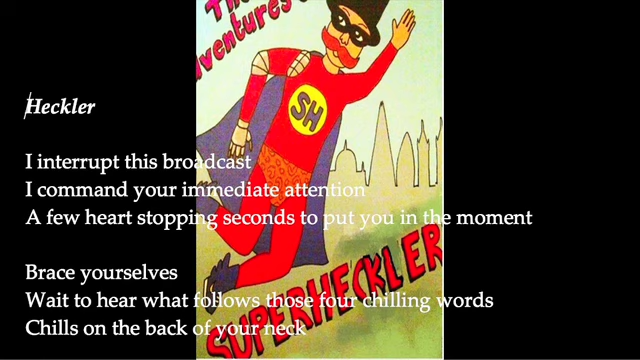 The
dventures
SH
Heckler
I interrupt this broadcast
I command your immediate attention
A few heart stopping seconds to put you in the moment
Brace yourselves
Wait to hear what follows those four chilling words
Chills on the back of your neck
SUPERHECKLER